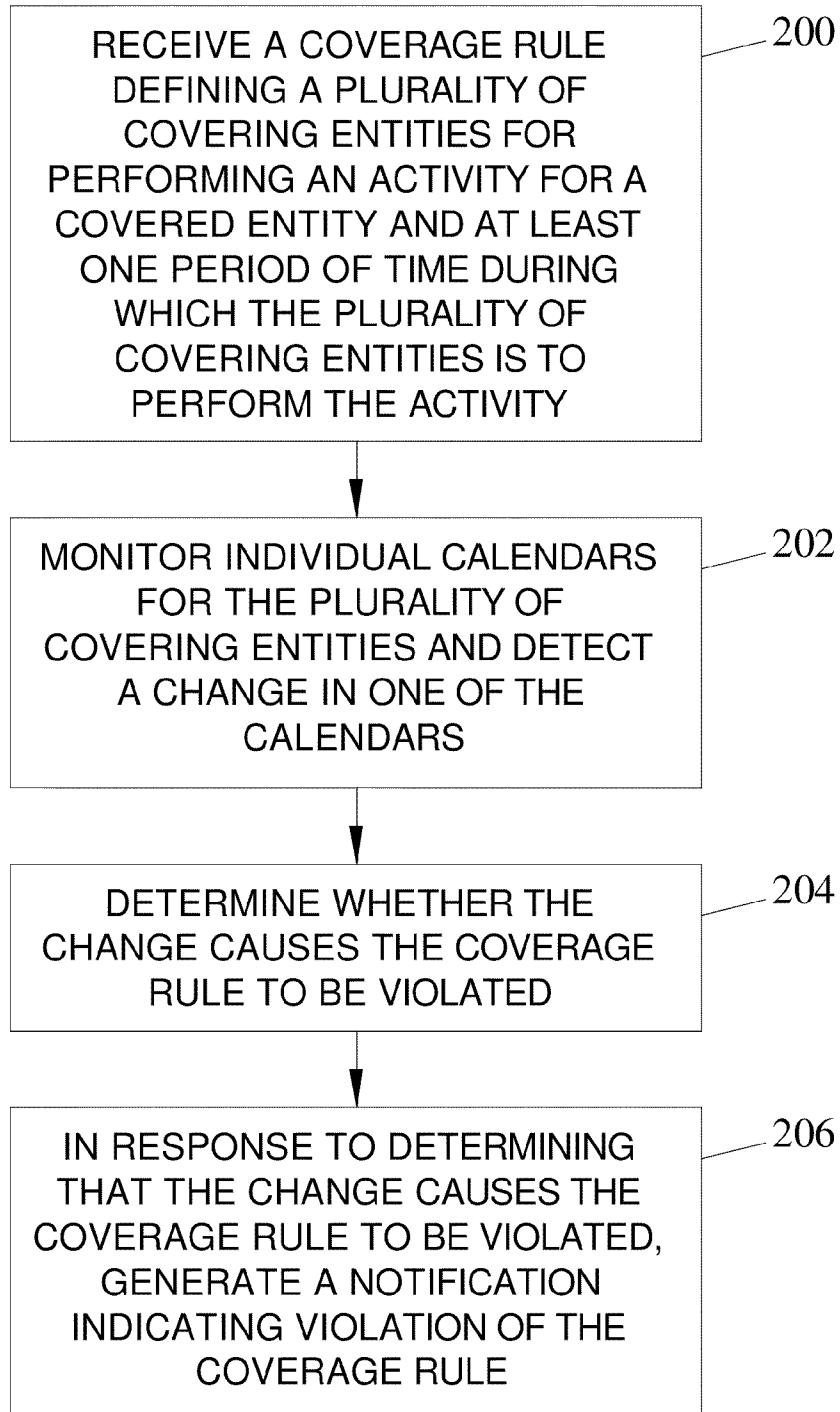 RECEIVE A COVERAGE RULE
DEFINING A PLURALITY OF
COVERING ENTITIES FOR
PERFORMING AN ACTIVITY FOR A
COVERED ENTITY AND AT LEAST
ONE PERIOD OF TIME DURING
WHICH THE PLURALITY OF
COVERING ENTITIES IS TO
PERFORM THE ACTIVITY
200
MONITOR INDIVIDUAL CALENDARS
FOR THE PLURALITY OF
COVERING ENTITIES AND DETECT
A CHANGE IN ONE OF THE
CALENDARS
202
DETERMINE WHETHER THE
CHANGE CAUSES THE COVERAGE
RULE TO BE VIOLATED
204
IN RESPONSE TO DETERMINING
THAT THE CHANGE CAUSES THE
COVERAGE RULE TO BE VIOLATED,
GENERATE A NOTIFICATION
INDICATING VIOLATION OF THE
COVERAGE RULE
206